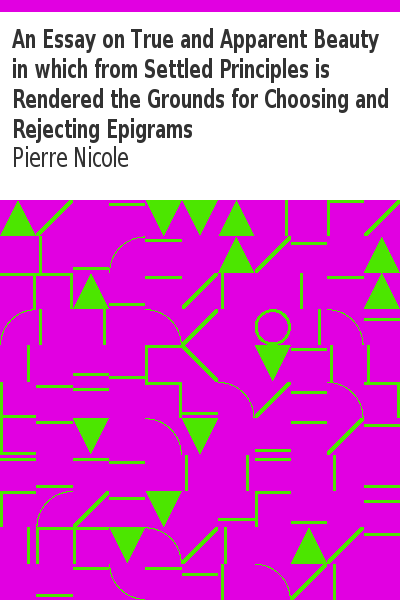 An Essay on True and Apparent Beauty
in which from Settled Principles is
Rendered the Grounds for Choosing and
Rejecting Epigrams
Pierre Nicole